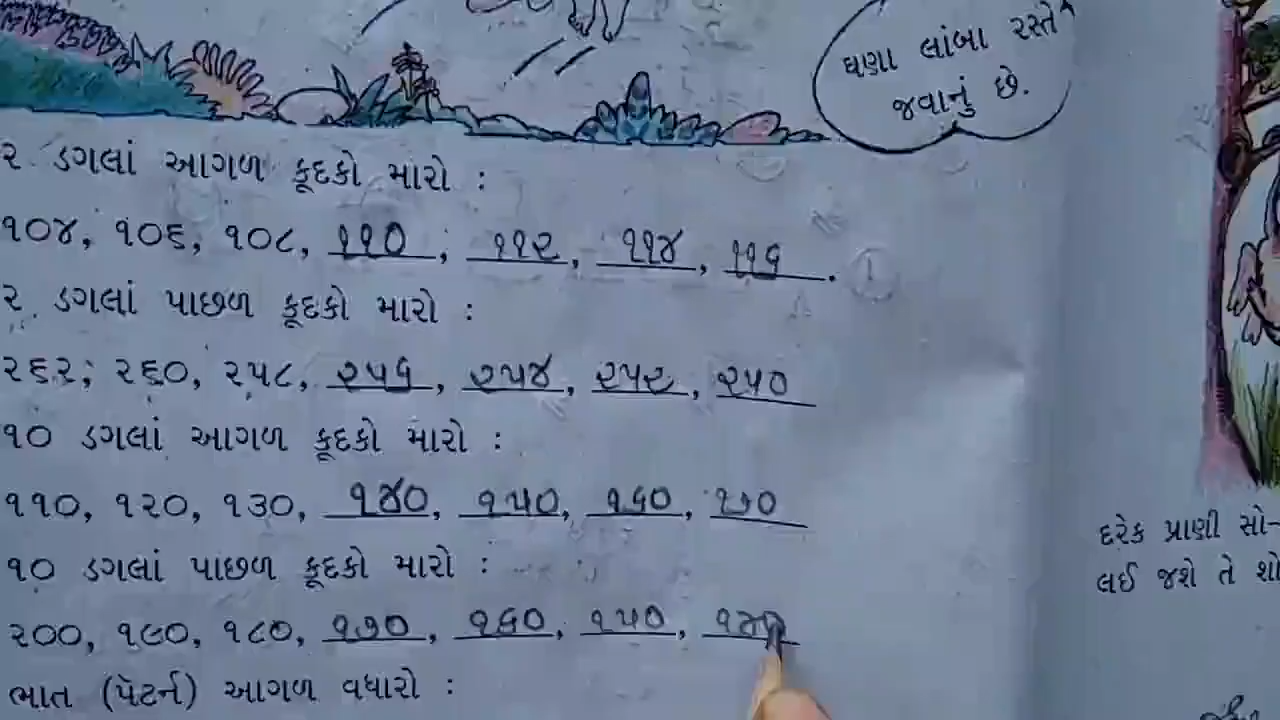 ઘણા લાંબા રસ્તે
જવાનું છે.
૨ ડગલાં આગળ કૂદકો મારો :
૧૦૪, ૧૦૬, ૧૦૮, ૧૧૦, ૧૧૨, ૧૧૪, ૧૧૬.
૨ ડગલાં પાછળ કૂદકો મારો :
૨૬૨, ૨૬૦, ૨૫૮, ૨૫૬, ૨૫૪, ૨૫૨, ૨૫૦
૧૦ ડગલાં આગળ કૂદકો મારો :
૧૧૦, ૧૨૦, ૧૩૦, ૧૪૦, ૧૫૦, ૧૬૦, ૧૭૦
૧૦ ડગલાં પાછળ કૂદકો મારો :
૨૦૦, ૧૯૦, ૧૮૦, ૧૭૦, ૧૬૦, ૧૫૦, ૧૪૦
ભાત (પૅટર્ન) આગળ વધારો :
દરેક પ્રાણી
લઈ જશે તે